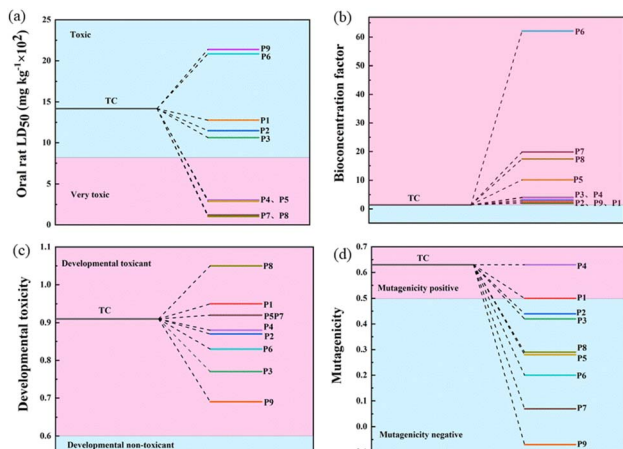 (a)
Oral rat LD50 (mg kg-1×102)
25
20
15
10
5
0
Toxic
TC
P9
P6
P1
P2
P3
Very toxic
P4、P5
P7、P8
(b)
Bioconcentration factor
60
50
40
30
20
10
0
TC
P6
P7
P8
P5
P3、P4
P2、P9、P1
(c)
Developmental toxicity
1.1
1.0
0.9
0.8
0.7
0.6
Developmental toxicant
TC
P8
P1
P5P7
P4
P2
P6
P3
P9
Developmental non-toxicant
(d)
Mutagenicity
0.7
0.6
0.5
0.4
0.3
0.2
0.1
0.0
TC
Mutagenicity positive
P4
P1
P2
P3
P8
P5
P6
P7
P9
Mutagenicity negative